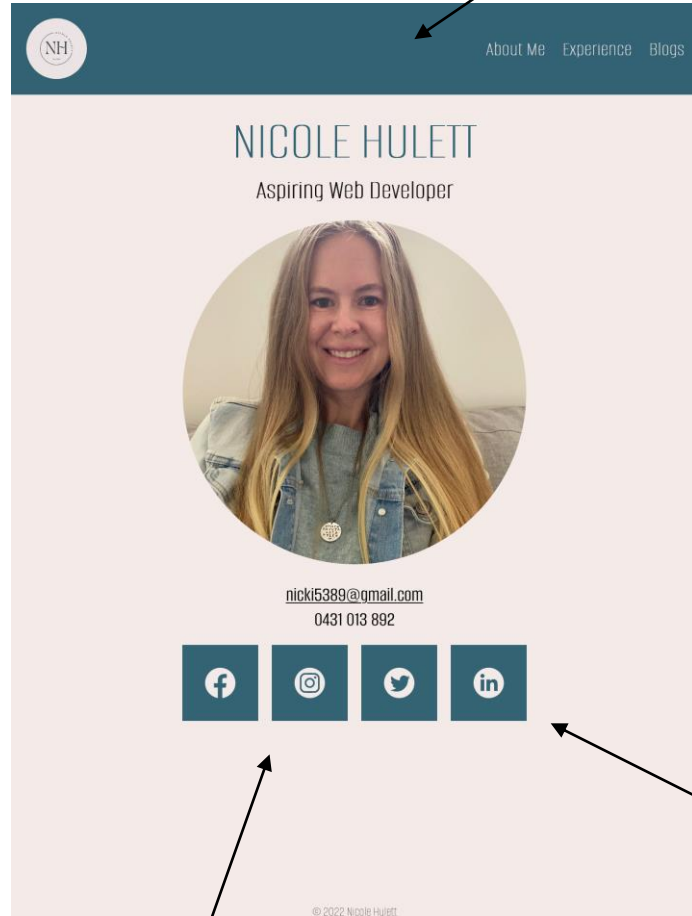 NH
About Me Experience Blogs
NICOLE HULETT
Aspiring Web Developer
nicki5389@gmail.com
0431 013 892
in
© 2022 Nicole Hulett